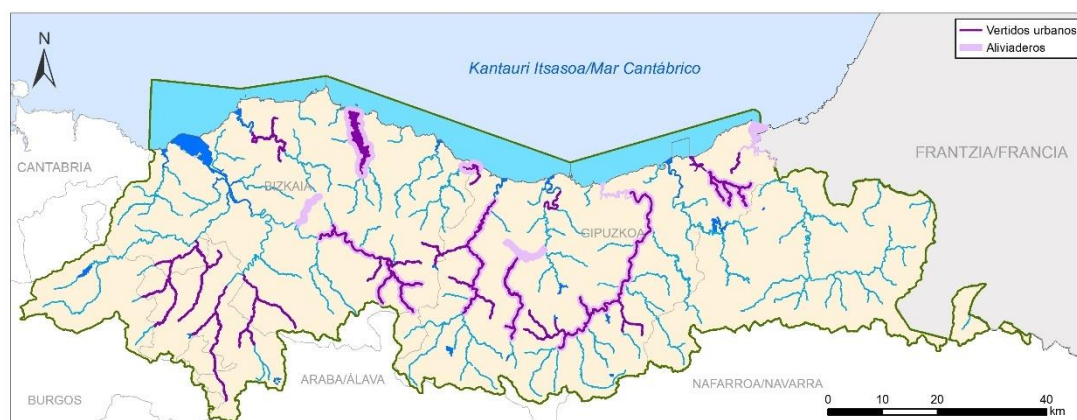 N
Vertidos urbanos
Aliviaderos
Kantauri Itsasoa/Mar Cantábrico
CANTABRIA
FRANTZIA/FRANCIA
BIZKAIA
GIPUZKOA
ARABA/ÁLAVA
NAFARROA/NAVARRA
BURGOS
0 10 20 40
km